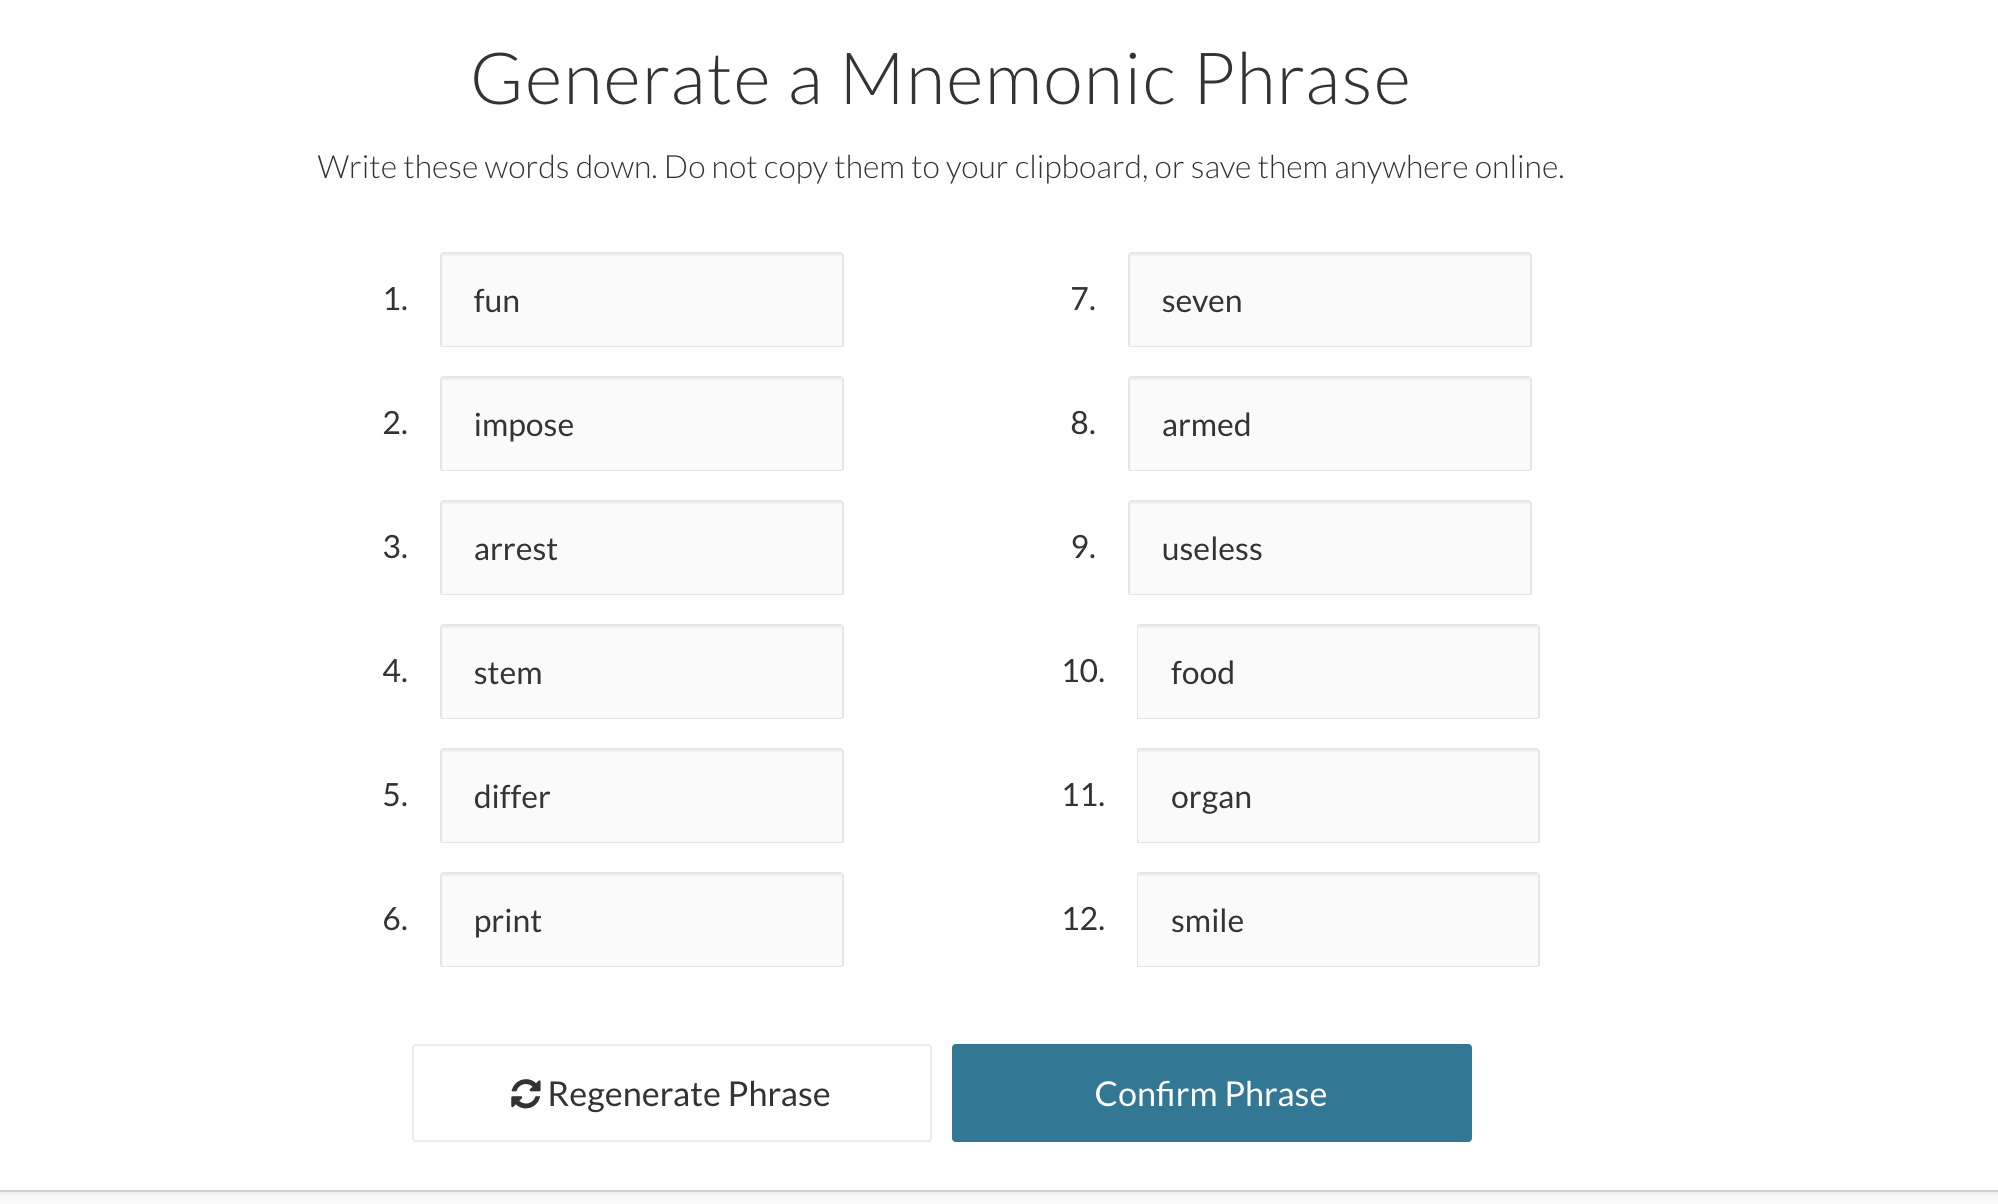 Generate a Mnemonic Phrase
Write these words down. Do not copy them to your clipboard, or save them anywhere online.
1. fun
2. impose
3. arrest
4. stem
5. differ
6. print
7. seven
8. armed
9. useless
10. food
11. organ
12. smile
Regenerate Phrase
Confirm Phrase